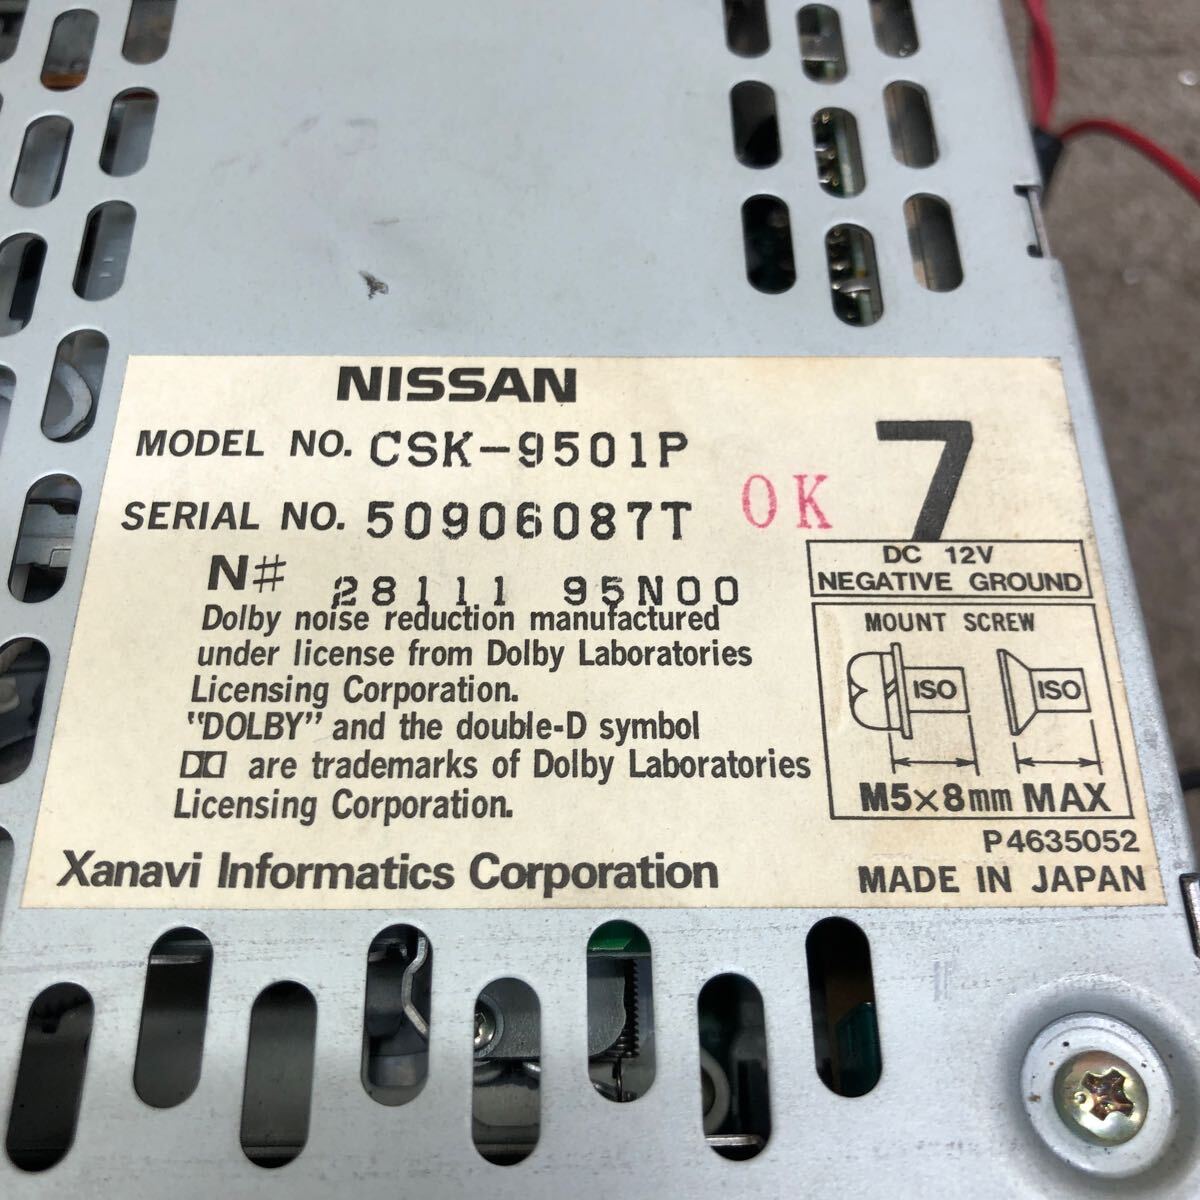 NISSAN
MODEL NO. CSK-9501P
7
SERIAL NO. 50906087T
OK
N# 28111 95N00
DC 12V
NEGATIVE GROUND
Dolby noise reduction manufactured
under license from Dolby Laboratories
Licensing Corporation.
"DOLBY" and the double-D symbol
are trademarks of Dolby Laboratories
Licensing Corporation.
MOUNT SCREW
ISO ISO
M5×8mm MAX
P4635052
Xanavi Informatics Corporation
MADE IN JAPAN